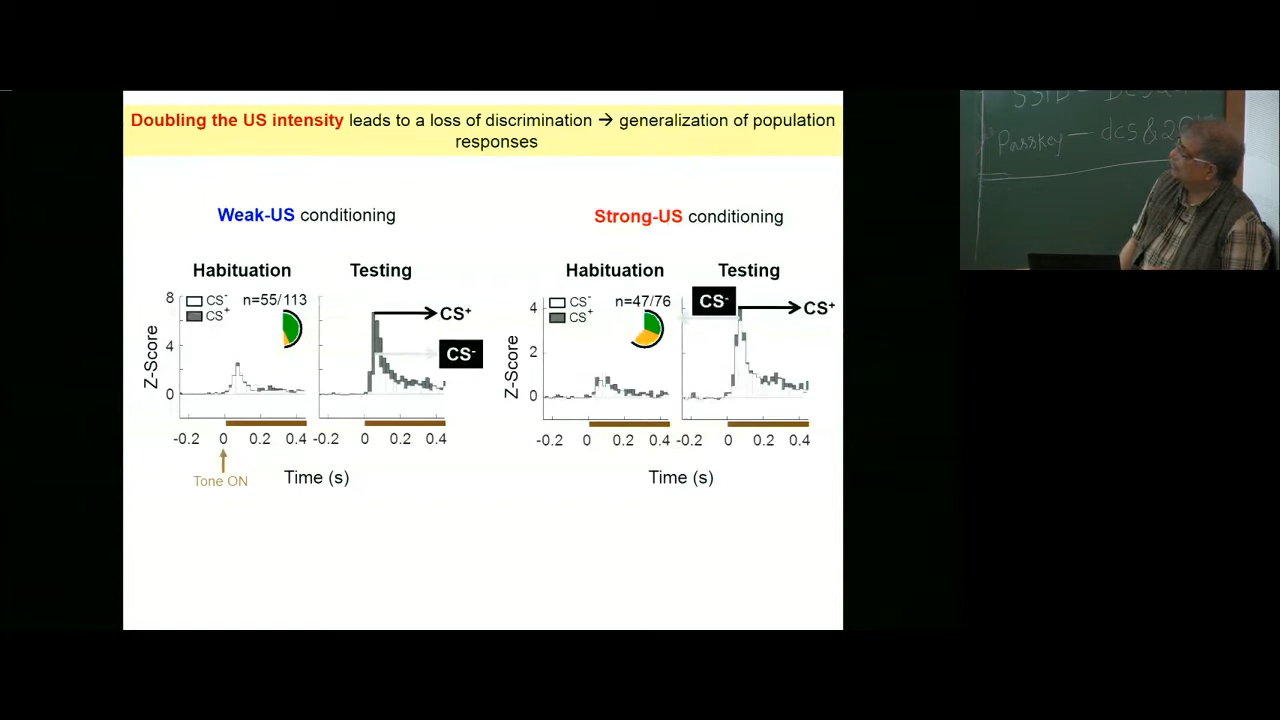 Doubling the US intensity leads to a loss of discrimination → generalization of population
responses
Weak-US conditioning
Strong-US conditioning
Habituation
Testing
Habituation
Testing
CS-
CS+
n=55/113
CS+
CS-
CS-
CS+
n=47/76
CS-
CS+
Z-Score
8
4
0
Z-Score
4
2
0
-0.2 0 0.2 0.4
-0.2 0 0.2 0.4
-0.2 0 0.2 0.4
-0.2 0 0.2 0.4
Tone ON
Time (s)
Time (s)
Passkey — dcs&2